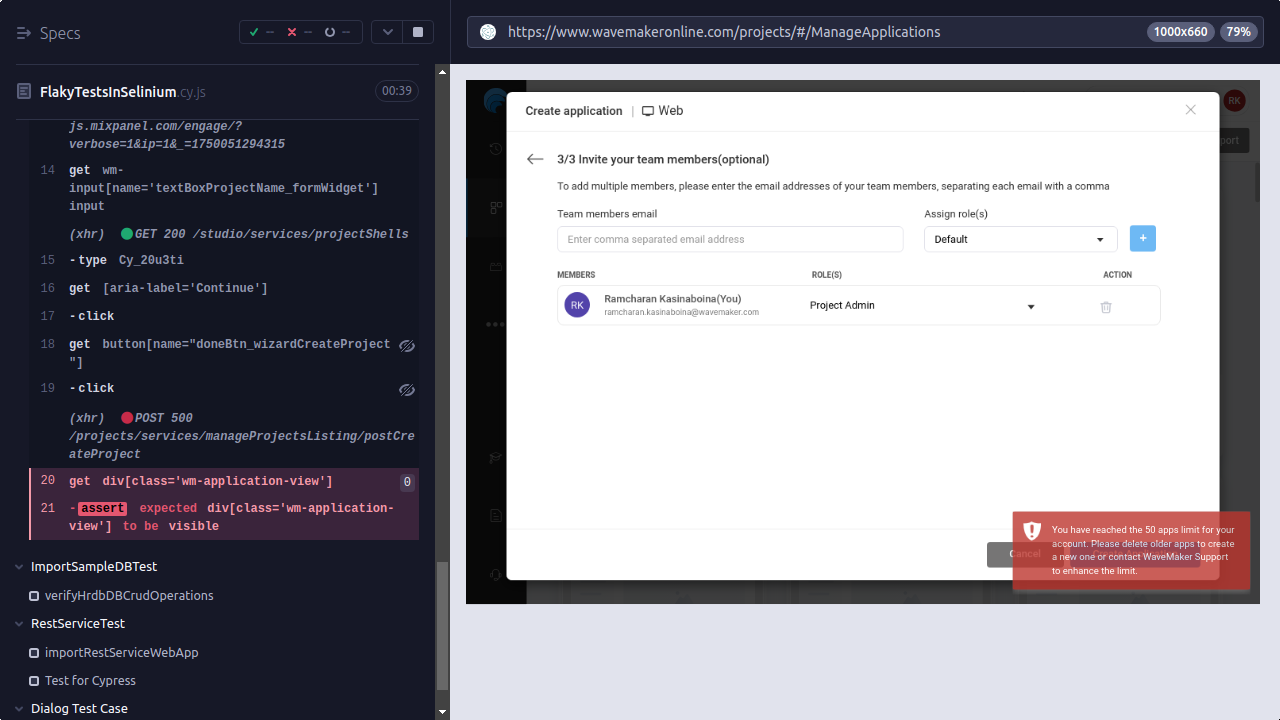 Specs
--
--
--
https://www.wavemakeronline.com/projects/#/ManageApplications
1000x660
79%
FlakyTestsInSelinium.cy.js
00:39
js.mixpanel.com/engage/?
verbose=1&ip=1&_=1750051294315
14 get wm-
input[name='textBoxProjectName_formWidget']
input
(xhr) GET 200 /studio/services/projectShells
15 -type Cy_20u3ti
16 get [aria-label='Continue']
17 -click
18 get button[name="doneBtn_wizardCreateProject
"]
19 -click
(xhr) POST 500
/projects/services/manageProjectsListing/postCre
ateProject
20 get div[class='wm-application-view'] 0
21 -assert expected div[class='wm-application-
view'] to be visible
ImportSampleDBTest
verifyHrdbDBCrudOperations
RestServiceTest
importRestServiceWebApp
Test for Cypress
Dialog Test Case
Create application | Web
RK
port
3/3 Invite your team members(optional)
To add multiple members, please enter the email addresses of your team members, separating each email with a comma
Team members email
Assign role(s)
Enter comma separated email address
Default
+
MEMBERS
ROLE(S)
ACTION
RK
Ramcharan Kasinaboina(You)
ramcharan.kasinaboina@wavemaker.com
Project Admin
Cancel
You have reached the 50 apps limit for your
account. Please delete older apps to create
a new one or contact WaveMaker Support
to enhance the limit.